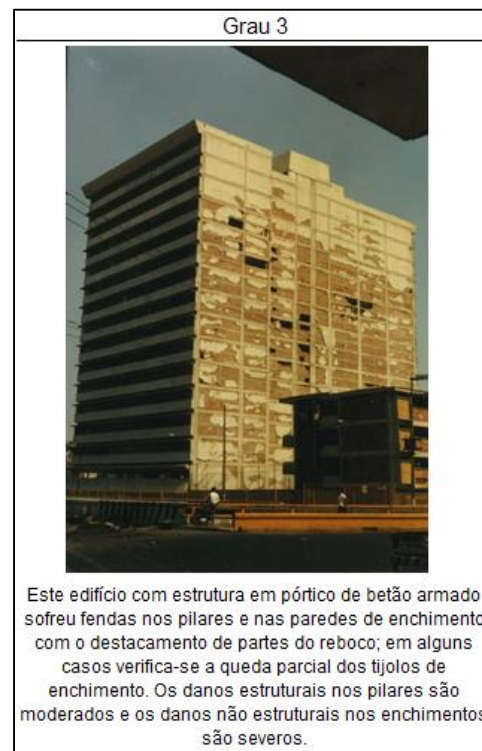 Grau 3
Este edifício com estrutura em pórtico de betão armado
sofreu fendas nos pilares e nas paredes de enchimento
com o destacamento de partes do reboco; em alguns
casos verifica-se a queda parcial dos tijolos de
enchimento. Os danos estruturais nos pilares são
moderados e os danos não estruturais nos enchimentos
são severos.